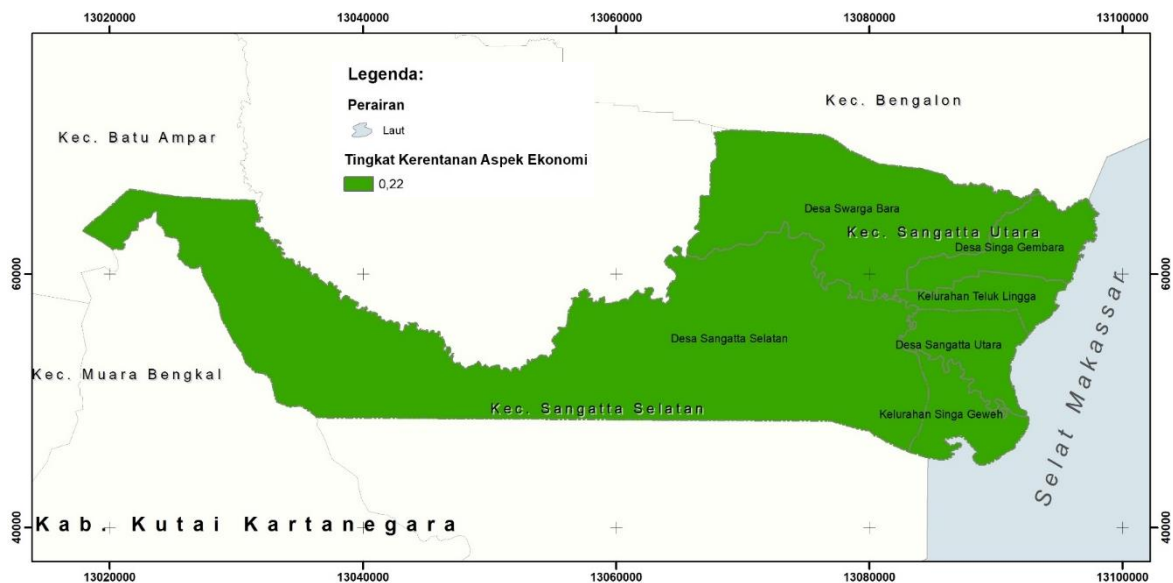 13020000 13040000 13060000 13080000 13100000
Legenda:
Perairan
Laut
Tingkat Kerentanan Aspek Ekonomi
0,22
Kec. Bengalon
Kec. Batu Ampar
Desa Swarga Bara
Kec. Sangatta Utara
Desa Singa Gembara
60000 60000
Kelurahan Teluk Lingga
Desa Sangatta Selatan
Desa Sangatta Utara
Kec. Muara Bengkal
Kec. Sangatta Selatan
Kelurahan Singa Geweh
Selat Makassar
Kab. Kutai Kartanegara
40000 40000
13020000 13040000 13060000 13080000 13100000